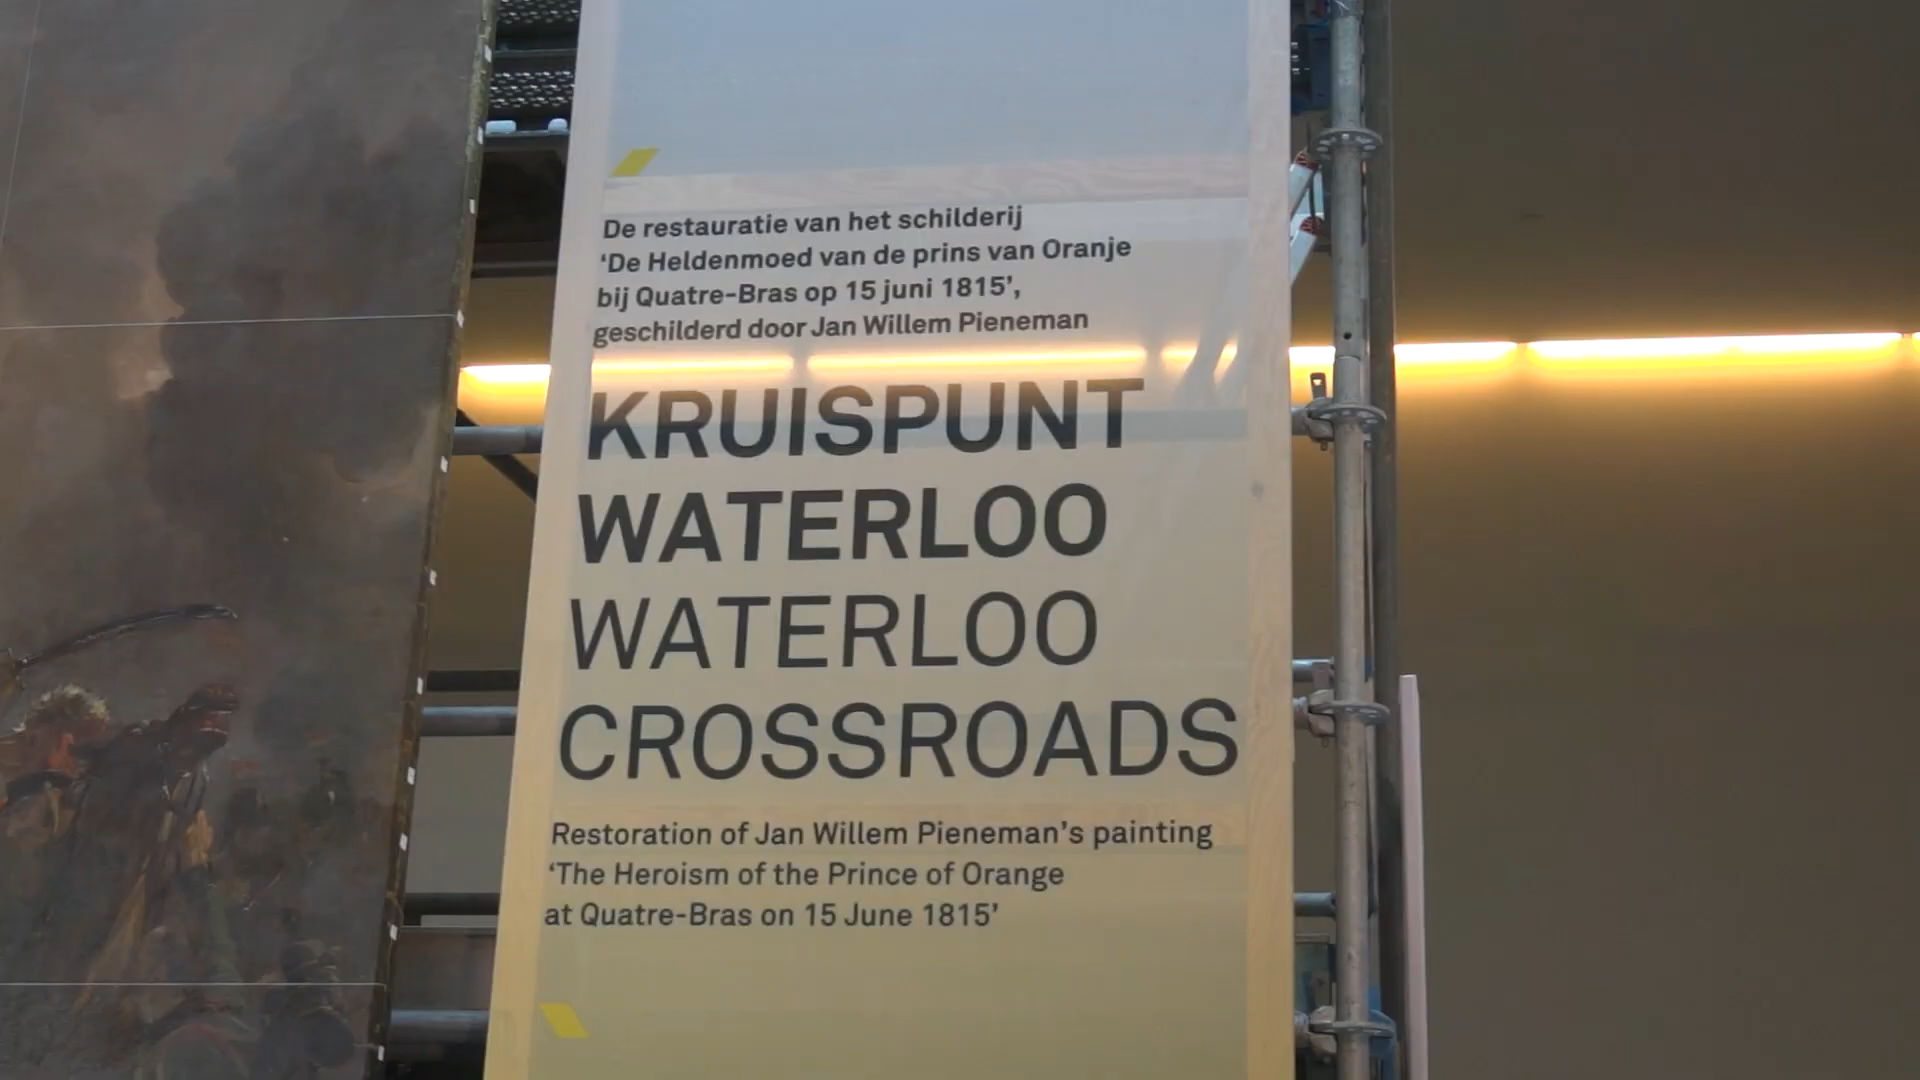 De restauratie van het schilderij
‘De Heldenmoed van de prins van Oranje
bij Quatre-Bras op 15 juni 1815’,
geschilderd door Jan Willem Pieneman
KRUISPUNT
WATERLOO
WATERLOO
CROSSROADS
Restoration of Jan Willem Pieneman’s painting
‘The Heroism of the Prince of Orange
at Quatre-Bras on 15 June 1815’